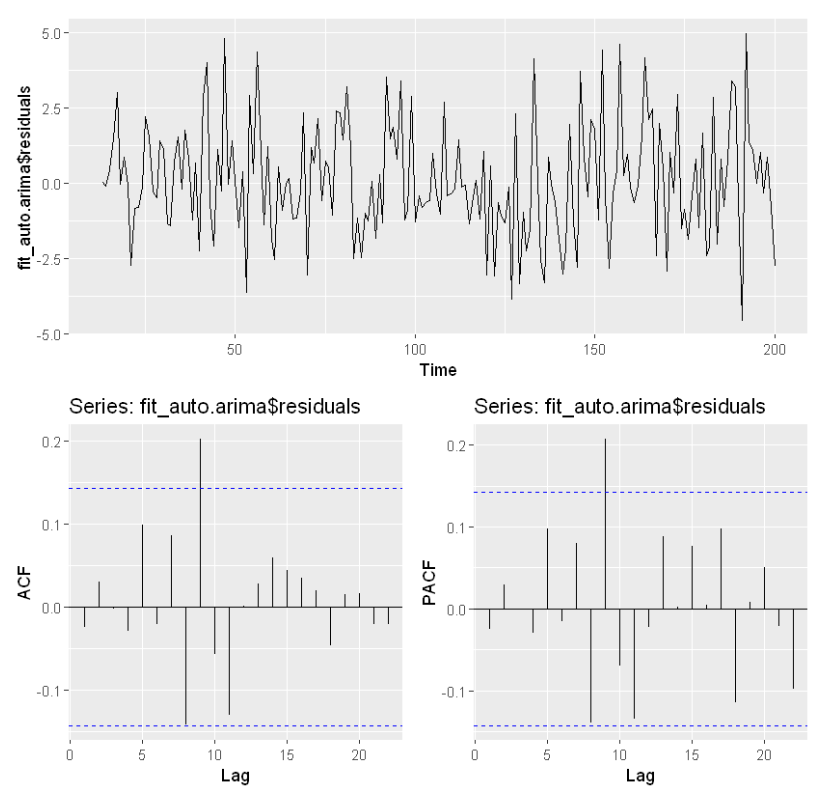 fit_auto.arima$residuals
5.0
2.5
0.0
-2.5
-5.0
50 100 150 200
Time
Series: fit_auto.arima$residuals
ACF
0.2
0.1
0.0
-0.1
0 5 10 15 20
Lag
Series: fit_auto.arima$residuals
PACF
0.2
0.1
0.0
-0.1
0 5 10 15 20
Lag